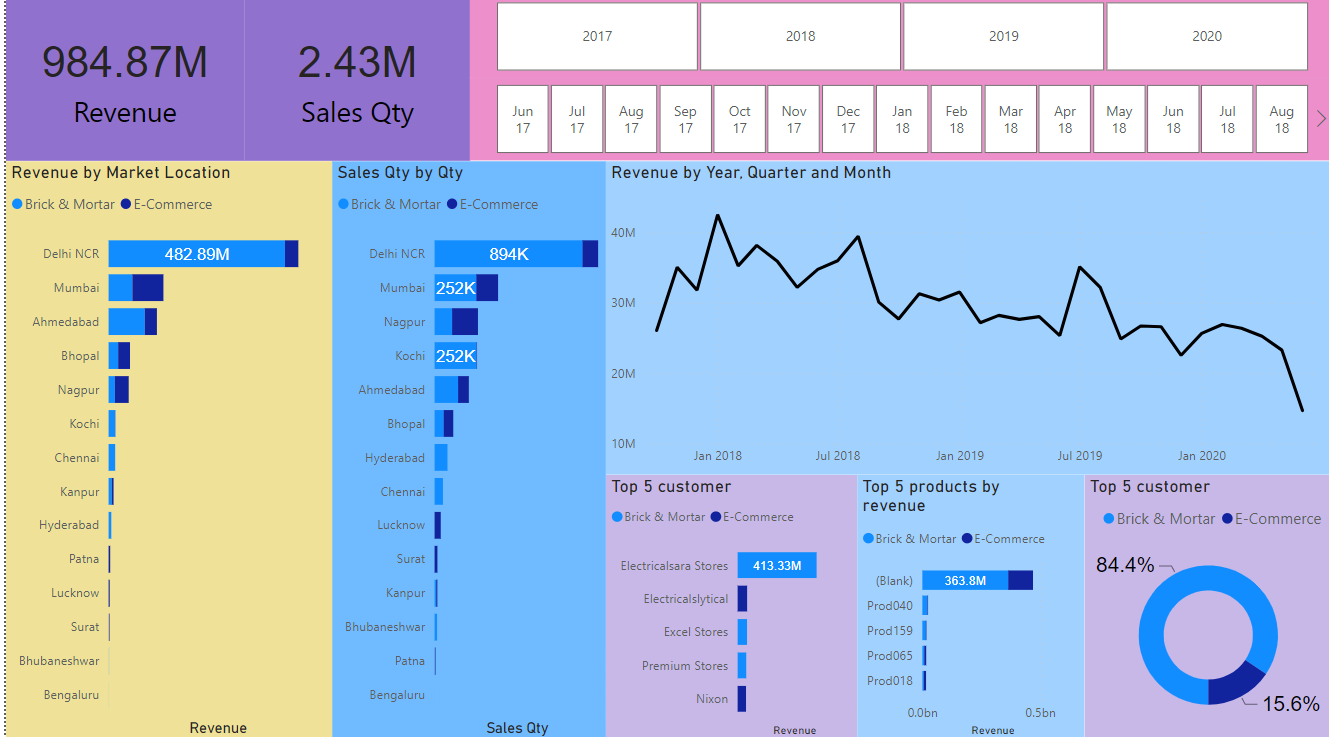 984.87M
Revenue
2.43M
Sales Qty
2017
2018
2019
2020
Jun
17
Jul
17
Aug
17
Sep
17
Oct
17
Nov
17
Dec
17
Jan
18
Feb
18
Mar
18
Apr
18
May
18
Jun
18
Jul
18
Aug
18
Revenue by Market Location
Brick & Mortar
E-Commerce
Delhi NCR
482.89M
Mumbai
Ahmedabad
Bhopal
Nagpur
Kochi
Chennai
Kanpur
Hyderabad
Patna
Lucknow
Surat
Bhubaneshwar
Bengaluru
Revenue
Sales Qty by Qty
Brick & Mortar
E-Commerce
Delhi NCR
894K
Mumbai
252K
Nagpur
Kochi
252K
Ahmedabad
Bhopal
Hyderabad
Chennai
Lucknow
Surat
Kanpur
Bhubaneshwar
Patna
Bengaluru
Sales Qty
Revenue by Year, Quarter and Month
40M
30M
20M
10M
Jan 2018
Jul 2018
Jan 2019
Jul 2019
Jan 2020
Top 5 customer
Brick & Mortar
E-Commerce
Electricalsara Stores
413.33M
Electricalslytical
Excel Stores
Premium Stores
Nixon
Revenue
Top 5 products by
revenue
Brick & Mortar
E-Commerce
(Blank)
363.8M
Prod040
Prod159
Prod065
Prod018
0.0bn
0.5bn
Revenue
Top 5 customer
Brick & Mortar
E-Commerce
84.4%
15.6%